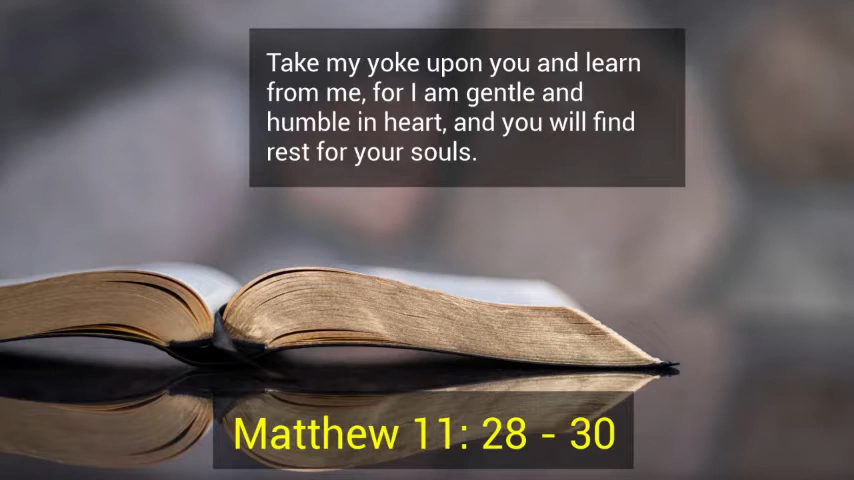 Take my yoke upon you and learn
from me, for I am gentle and
humble in heart, and you will find
rest for your souls.
Matthew 11: 28 - 30